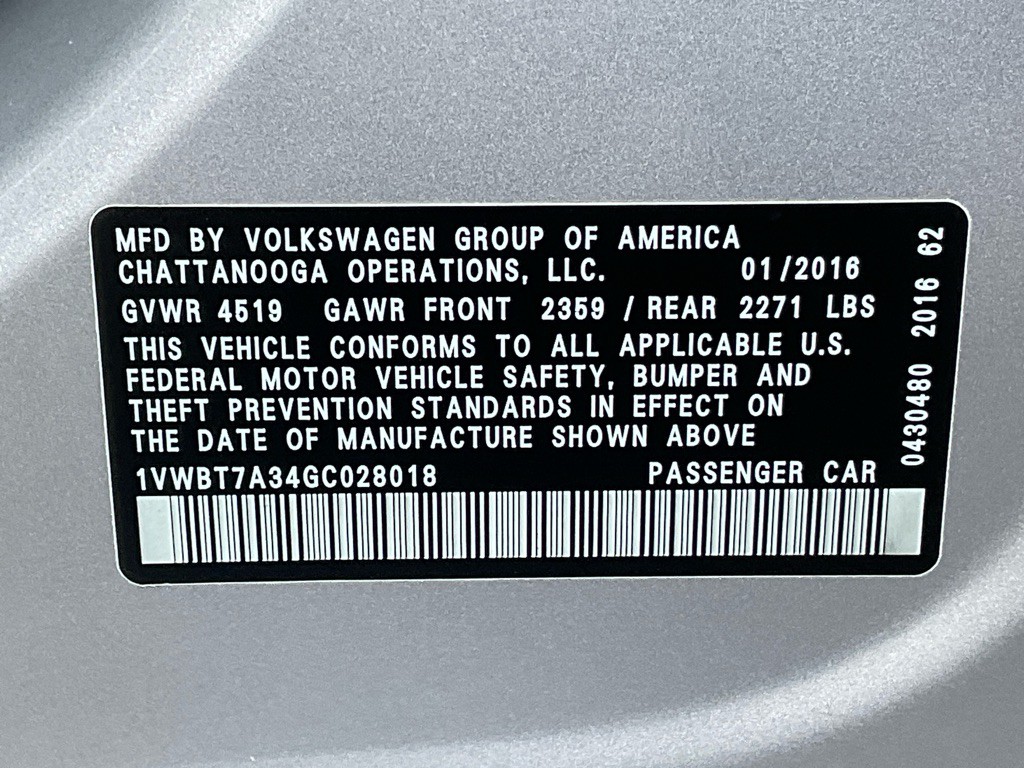 MFD BY VOLKSWAGEN GROUP OF AMERICA
CHATTANOOGA OPERATIONS, LLC. 01/2016
GVWR 4519 GAWR FRONT 2359 / REAR 2271 LBS
THIS VEHICLE CONFORMS TO ALL APPLICABLE U.S.
FEDERAL MOTOR VEHICLE SAFETY, BUMPER AND
THEFT PREVENTION STANDARDS IN EFFECT ON
THE DATE OF MANUFACTURE SHOWN ABOVE
1VWBT7A34GC028018 PASSENGER CAR
0430480 2016 62